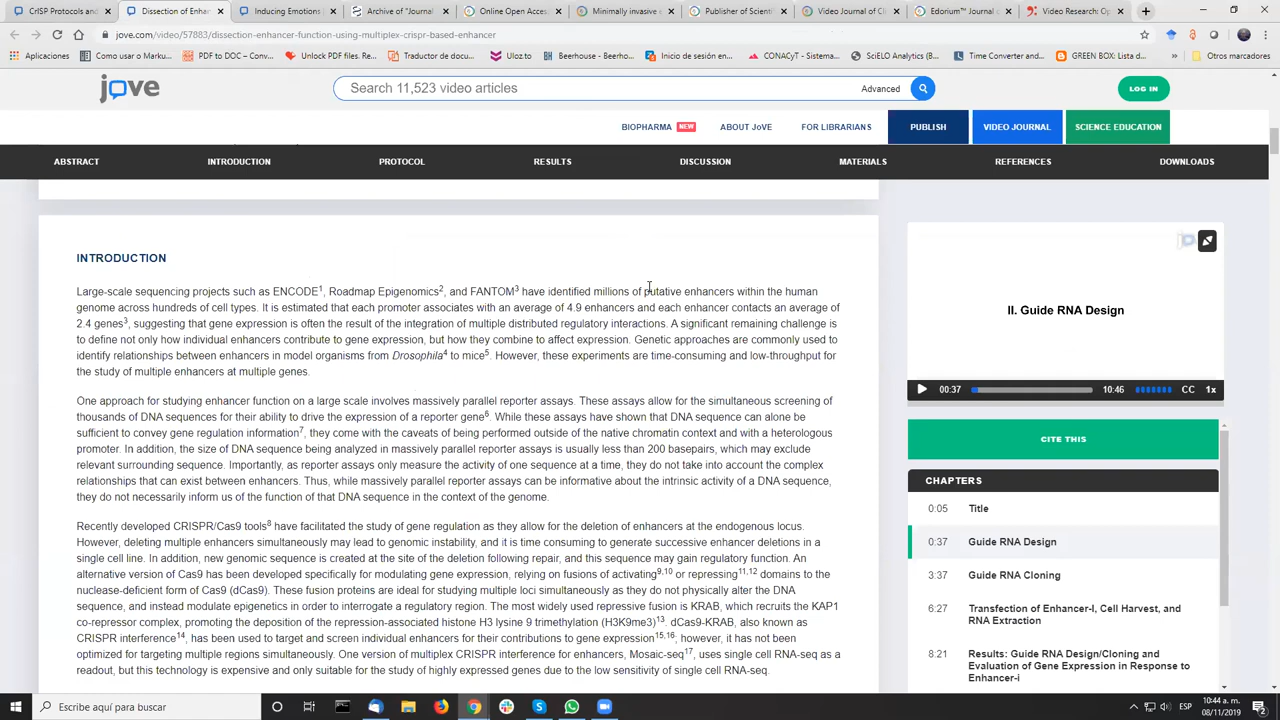 CrISP Protocols an
Dissection of Enhan
Inducing Emotions
Archive of "Journal
Online Open Acces
Minimally invasive s
Publisher of Scienti
Video Journal of Cli
Edorium™ Journal o
Video Research Op
jove.com/video/57883/dissection-enhancer-function-using-multiplex-crispr-based-enhancer
Aplicaciones
Como usar o Marku...
PDF to DOC – Conv...
Unlock PDF files. Re...
Traductor de docu...
Uloz.to
Bien de...
Inicio de sesión en...
CONACyT - Sistema...
SciELO Analytics (b...
Time Converter and...
GREEN BOX: Lista d...
Otros marcadores
jove
Search 11,523 video articles
Advanced
LOG IN
BIOPHARMA NEW
ABOUT JoVE
FOR LIBRARIANS
PUBLISH
VIDEO JOURNAL
SCIENCE EDUCATION
ABSTRACT
INTRODUCTION
PROTOCOL
RESULTS
DISCUSSION
MATERIALS
REFERENCES
DOWNLOADS
INTRODUCTION
Large-scale sequencing projects such as ENCODE1, Roadmap Epigenomics2, and FANTOM3 have identified millions of putative enhancers within the human
genome across hundreds of cell types. It is estimated that each promoter associates with an average of 4.9 enhancers and each enhancer contacts an average of
2.4 genes3, suggesting that gene expression is often the result of the integration of multiple distributed regulatory interactions. A significant remaining challenge is
to define not only how individual enhancers contribute to gene expression, but how they combine to affect expression. Genetic approaches are commonly used to
identify relationships between enhancers in model organisms from Drosophila4 to mice5. However, these experiments are time-consuming and low-throughput for
the study of multiple enhancers at multiple genes.
One approach for studying enhancer function on a large scale involves massively parallel reporter assays. These assays allow for the simultaneous screening of
thousands of DNA sequences for their ability to drive the expression of a reporter gene6. While these assays have shown that DNA sequence can alone be
sufficient to convey gene regulation information7, they come with the caveats of being performed outside of the native chromatin context and with a heterologous
promoter. In addition, the size of DNA sequence being analyzed in massively parallel reporter assays is usually less than 200 basepairs, which may exclude
relevant surrounding sequence. Importantly, as reporter assays only measure the activity of one sequence at a time, they do not take into account the complex
relationships that can exist between enhancers. Thus, while massively parallel reporter assays can be informative about the intrinsic activity of a DNA sequence,
they do not necessarily inform us of the function of that DNA sequence in the context of the genome.
Recently developed CRISPR/Cas9 tools8 have facilitated the study of gene regulation as they allow for the deletion of enhancers at the endogenous locus.
However, deleting multiple enhancers simultaneously may lead to genomic instability, and it is time consuming to generate successive enhancer deletions in a
single cell line. In addition, new genomic sequence is created at the site of the deletion following repair, and this sequence may gain regulatory function. An
alternative version of Cas9 has been developed specifically for modulating gene expression, relying on fusions of activating9,10 or repressing11,12 domains to the
nuclease-deficient form of Cas9 (dCas9). These fusion proteins are ideal for studying multiple loci simultaneously as they do not physically alter the DNA
sequence, and instead modulate epigenetics in order to interrogate a regulatory region. The most widely used repressive fusion is KRAB, which recruits the KAP1
co-repressor complex, promoting the deposition of the repression-associated histone H3 lysine 9 trimethylation (H3K9me3)13. dCas9-KRAB, also known as
CRISPR interference14, has been used to target and screen individual enhancers for their contributions to gene expression15,16, however, it has not been
optimized for targeting multiple regions simultaneously. One version of multiplex CRISPR interference for enhancers, Mosaic-seq17, uses single cell RNA-seq as a
readout, but this technology is expensive and only suitable for the study of highly expressed genes due to the low sensitivity of single cell RNA-seq.
jove
II. Guide RNA Design
00:37
10:46
CC
1x
CITE THIS
CHAPTERS
0:05 Title
0:37 Guide RNA Design
3:37 Guide RNA Cloning
6:27 Transfection of Enhancer-I, Cell Harvest, and
RNA Extraction
8:21 Results: Guide RNA Design/Cloning and
Evaluation of Gene Expression in Response to
Enhancer-i
Escribe aquí para buscar
ESP
10:44 a. m.
08/11/2019
2